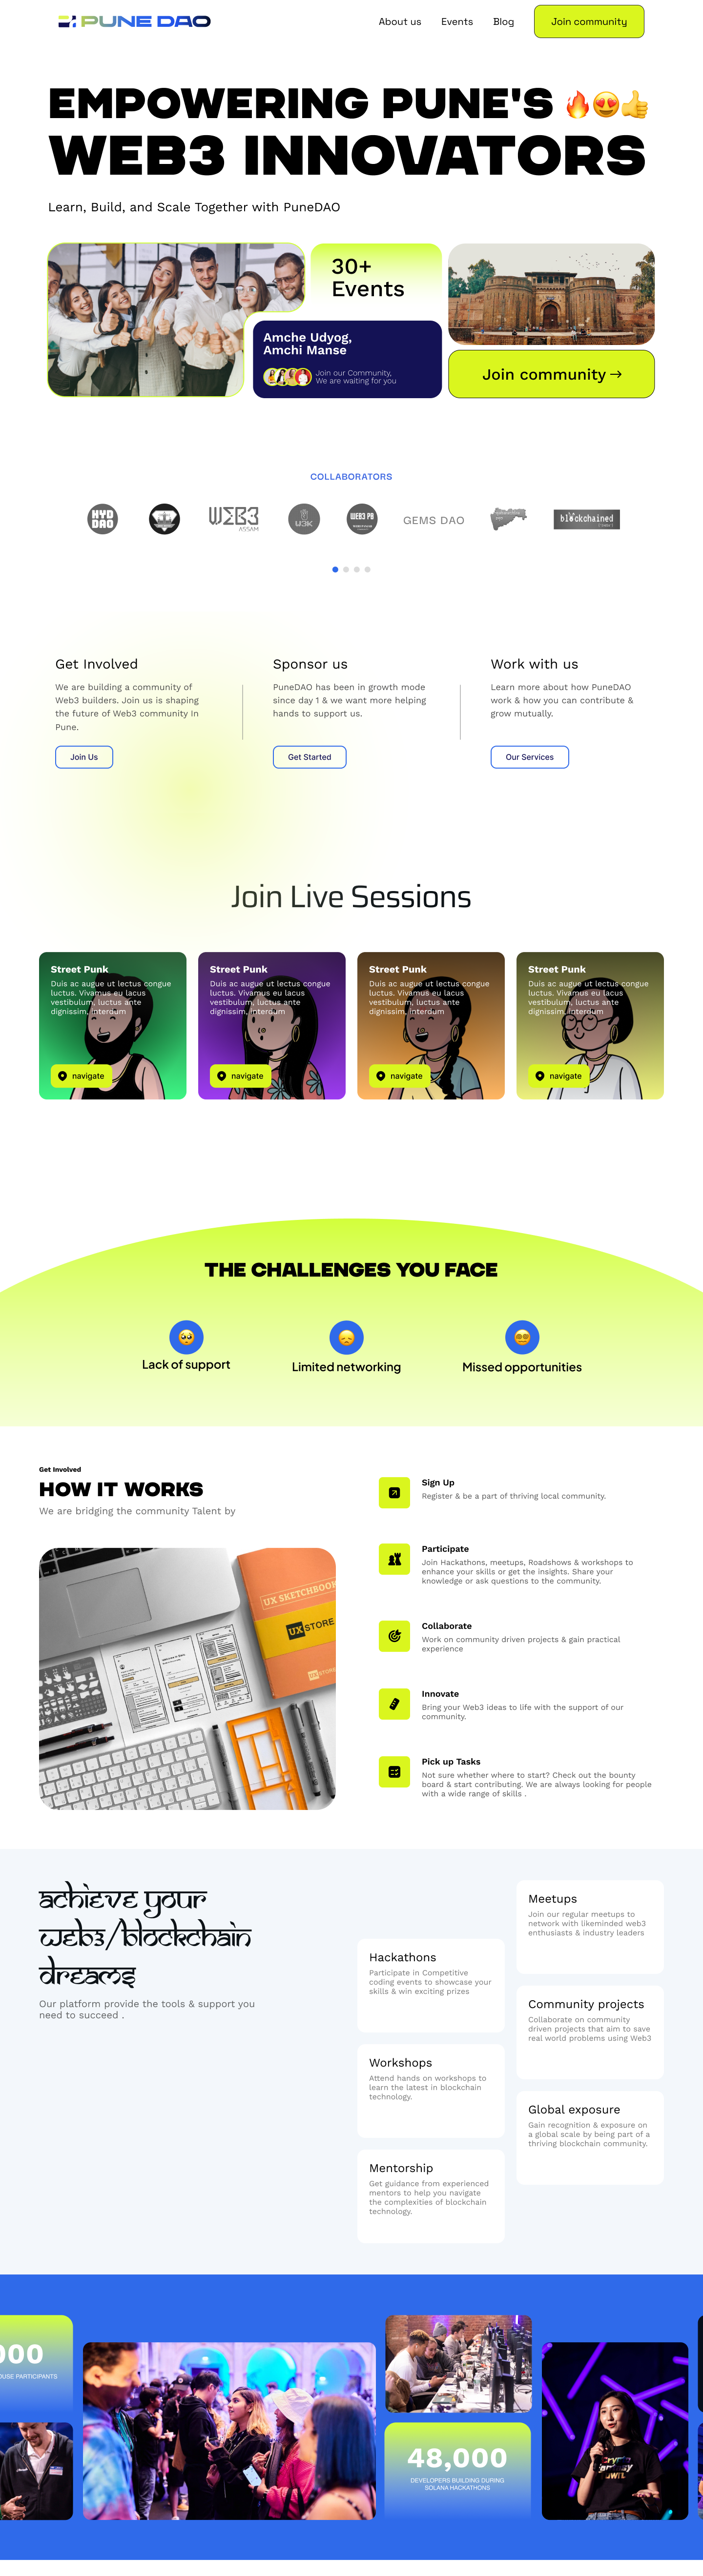 PUNE DAO
About us
Events
Blog
Join community
EMPOWERING PUNE'S 🔥😍👍
WEB3 INNOVATORS
Learn, Build, and Scale Together with PuneDAO
30+
Events
Amche Udyog,
Amchi Manse
Join our Community,
We are waiting for you
Join community →
COLLABORATORS
HYD
DAO
WEB3
ASSAM
WEB3 PB
GEMS DAO
blockchained
Get Involved
We are building a community of
Web3 builders. Join us is shaping
the future of Web3 community In
Pune.
Join Us
Sponsor us
PuneDAO has been in growth mode
since day 1 & we want more helping
hands to support us.
Get Started
Work with us
Learn more about how PuneDAO
work & how you can contribute &
grow mutually.
Our Services
Join Live Sessions
Street Punk
Duis ac augue ut lectus congue
luctus. Vivamus eu lacus
vestibulum, luctus ante
dignissim, interdum
navigate
Street Punk
Duis ac augue ut lectus congue
luctus. Vivamus eu lacus
vestibulum, luctus ante
dignissim, interdum
navigate
Street Punk
Duis ac augue ut lectus congue
luctus. Vivamus eu lacus
vestibulum, luctus ante
dignissim, interdum
navigate
Street Punk
Duis ac augue ut lectus congue
luctus. Vivamus eu lacus
vestibulum, luctus ante
dignissim, interdum
navigate
THE CHALLENGES YOU FACE
Lack of support
Limited networking
Missed opportunities
Get Involved
HOW IT WORKS
We are bridging the community Talent by
UX SKETCHBOOK
UX STORE
UX STORE
Sign Up
Register & be a part of thriving local community.
Participate
Join Hackathons, meetups, Roadshows & workshops to
enhance your skills or get the insights. Share your
knowledge or ask questions to the community.
Collaborate
Work on community driven projects & gain practical
experience
Innovate
Bring your Web3 ideas to life with the support of our
community.
Pick up Tasks
Not sure whether where to start? Check out the bounty
board & start contributing. We are always looking for people
with a wide range of skills .
achieve your
web3/blockchain
dreams
Our platform provide the tools & support you
need to succeed .
Hackathons
Participate in Competitive
coding events to showcase your
skills & win exciting prizes
Workshops
Attend hands on workshops to
learn the latest in blockchain
technology.
Mentorship
Get guidance from experienced
mentors to help you navigate
the complexities of blockchain
technology.
Meetups
Join our regular meetups to
network with likeminded web3
enthusiasts & industry leaders
Community projects
Collaborate on community
driven projects that aim to save
real world problems using Web3
Global exposure
Gain recognition & exposure on
a global scale by being part of a
thriving blockchain community.
000
OUSE PARTICIPANTS
48,000
DEVELOPERS BUILDING DURING
SOLANA HACKATHONS